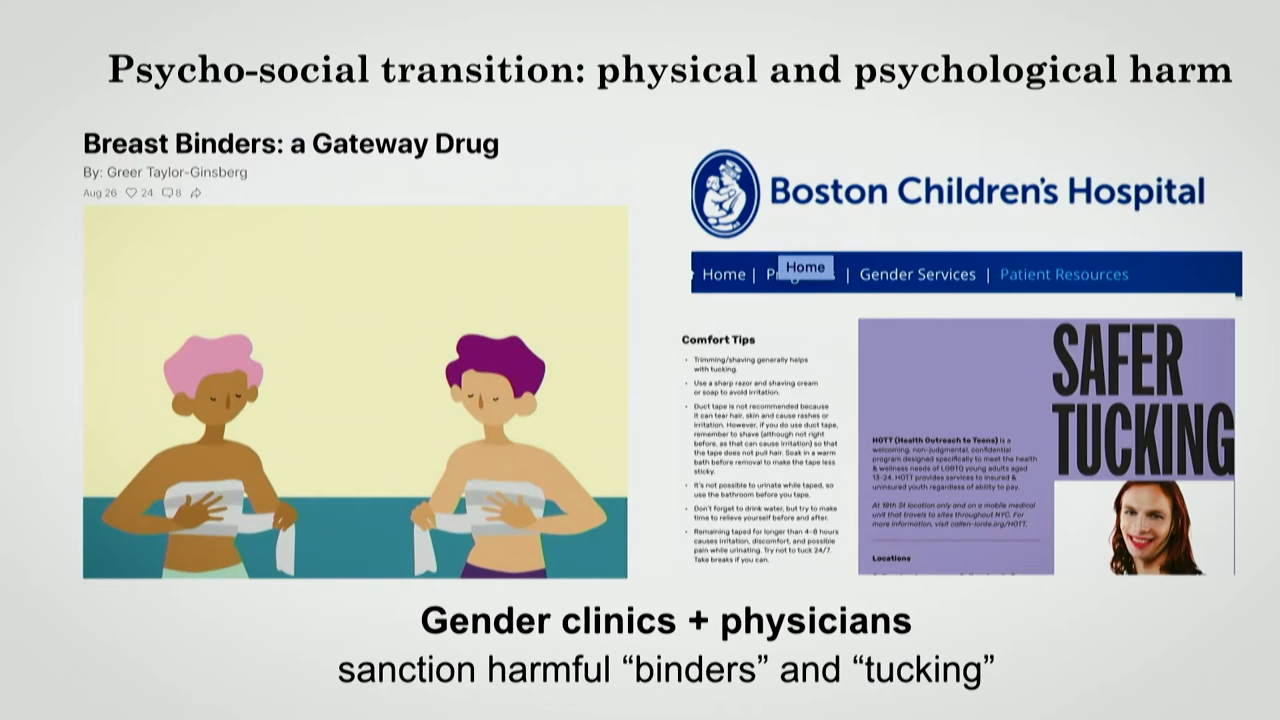 Psycho-social transition: physical and psychological harm
Breast Binders: a Gateway Drug
By: Greer Taylor-Ginsberg
Aug 26 24 8
Boston Children's Hospital
Home | Home | Gender Services | Patient Resources
Comfort Tips
• Trimming/shaving generally helps
with tucking.
• Use a sharp razor and shaving cream
or soap to avoid irritation.
• Duct tape is not recommended because
it can tear hair, skin and cause rashes or
irritation. However, if you do use duct tape,
remember to shave (although not right
before, as that can cause irritation) so that
the tape does not pull hair. Soak in a warm
bath before removal to make the tape less
sticky.
• It's not possible to urinate while taped, so
use the bathroom before you tape.
• Don't forget to drink water, but try to make
time to relieve yourself before and after.
• Remaining taped for longer than 4-8 hours
causes irritation, discomfort, and possible
pain while urinating. Try not to tuck 24/7.
Take breaks if you can.
SAFER
TUCKING
HOTT (Health Outreach to Teens) is a
welcoming, non-judgmental, confidential
program designed specifically to meet the health
& wellness needs of LGBTQ young adults aged
13-24. HOTT provides services to insured &
uninsured youth regardless of ability to pay.
At 18th St location only and on a mobile medical
unit that travels to sites throughout NYC. For
more information, visit callen-lorde.org/HOTT.
Locations
Gender clinics + physicians
sanction harmful “binders” and “tucking”